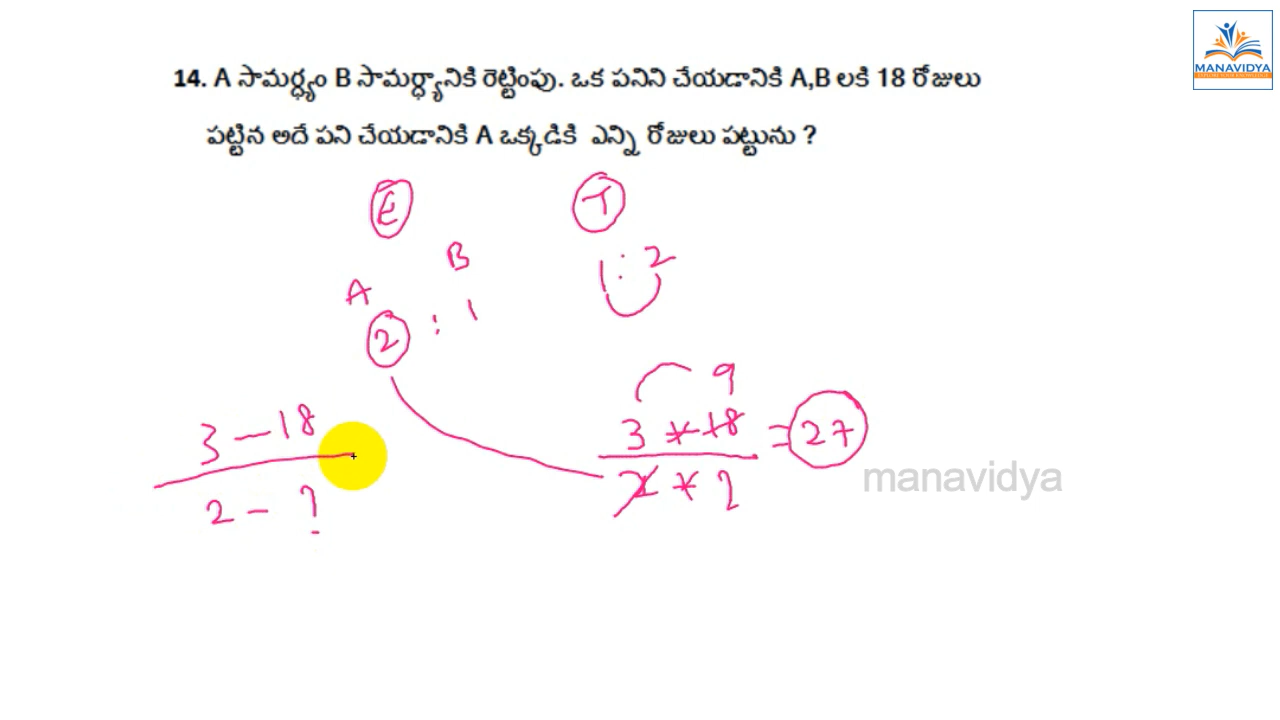 MANAVIDYA
14. A సామర్ధ్యం B సామర్ధ్యానికి రెట్టింపు. ఒక పనిని చేయడానికి A,B లకి 18 రోజులు
పట్టిన అదే పని చేయడానికి A ఒక్కడికి ఎన్ని రోజులు పట్టును ?
E T
A B 1 : 2
2 : 1
9
3 - 18 3 * 18 = 27
2 - ? 2 * ?
manavidya